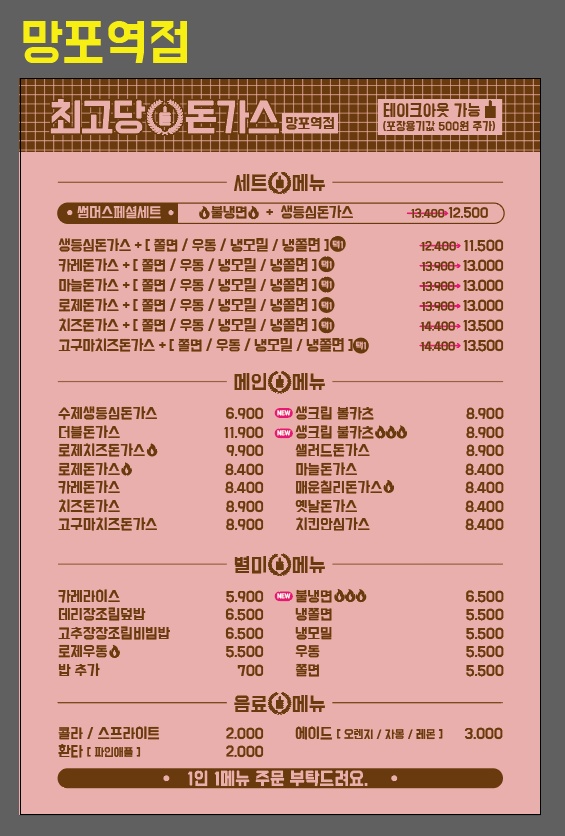 망포역점
최고당 돈가스 망포역점
테이크아웃 가능
(포장용기값 500원 추가)
세트 메뉴
• 썸머스페셜세트 • 불냉면 + 생등심돈가스 13.400 12.500
생등심돈가스 + [ 쫄면 / 우동 / 냉모밀 / 냉쫄면 ] 택1 12.400 11.500
카레돈가스 + [ 쫄면 / 우동 / 냉모밀 / 냉쫄면 ] 택1 13.900 13.000
마늘돈가스 + [ 쫄면 / 우동 / 냉모밀 / 냉쫄면 ] 택1 13.900 13.000
로제돈가스 + [ 쫄면 / 우동 / 냉모밀 / 냉쫄면 ] 택1 13.900 13.000
치즈돈가스 + [ 쫄면 / 우동 / 냉모밀 / 냉쫄면 ] 택1 14.400 13.500
고구마치즈돈가스 + [ 쫄면 / 우동 / 냉모밀 / 냉쫄면 ] 택1 14.400 13.500
메인 메뉴
수제생등심돈가스 6.900
더블돈가스 11.900
로제치즈돈가스 9.900
로제돈가스 8.400
카레돈가스 8.400
치즈돈가스 8.900
고구마치즈돈가스 8.900
NEW 생크림 볼카츠 8.900
NEW 생크림 불카츠 8.900
샐러드돈가스 8.900
마늘돈가스 8.400
매운칠리돈가스 8.400
옛날돈가스 8.400
치킨안심가스 8.400
별미 메뉴
카레라이스 5.900
데리장조림덮밥 6.500
고추장장조림비빔밥 6.500
로제우동 5.500
밥 추가 700
NEW 불냉면 6.500
냉쫄면 5.500
냉모밀 5.500
우동 5.500
쫄면 5.500
음료 메뉴
콜라 / 스프라이트 2.000
환타 [ 파인애플 ] 2.000
에이드 [ 오렌지 / 자몽 / 레몬 ] 3.000
• 1인 1메뉴 주문 부탁드려요. •